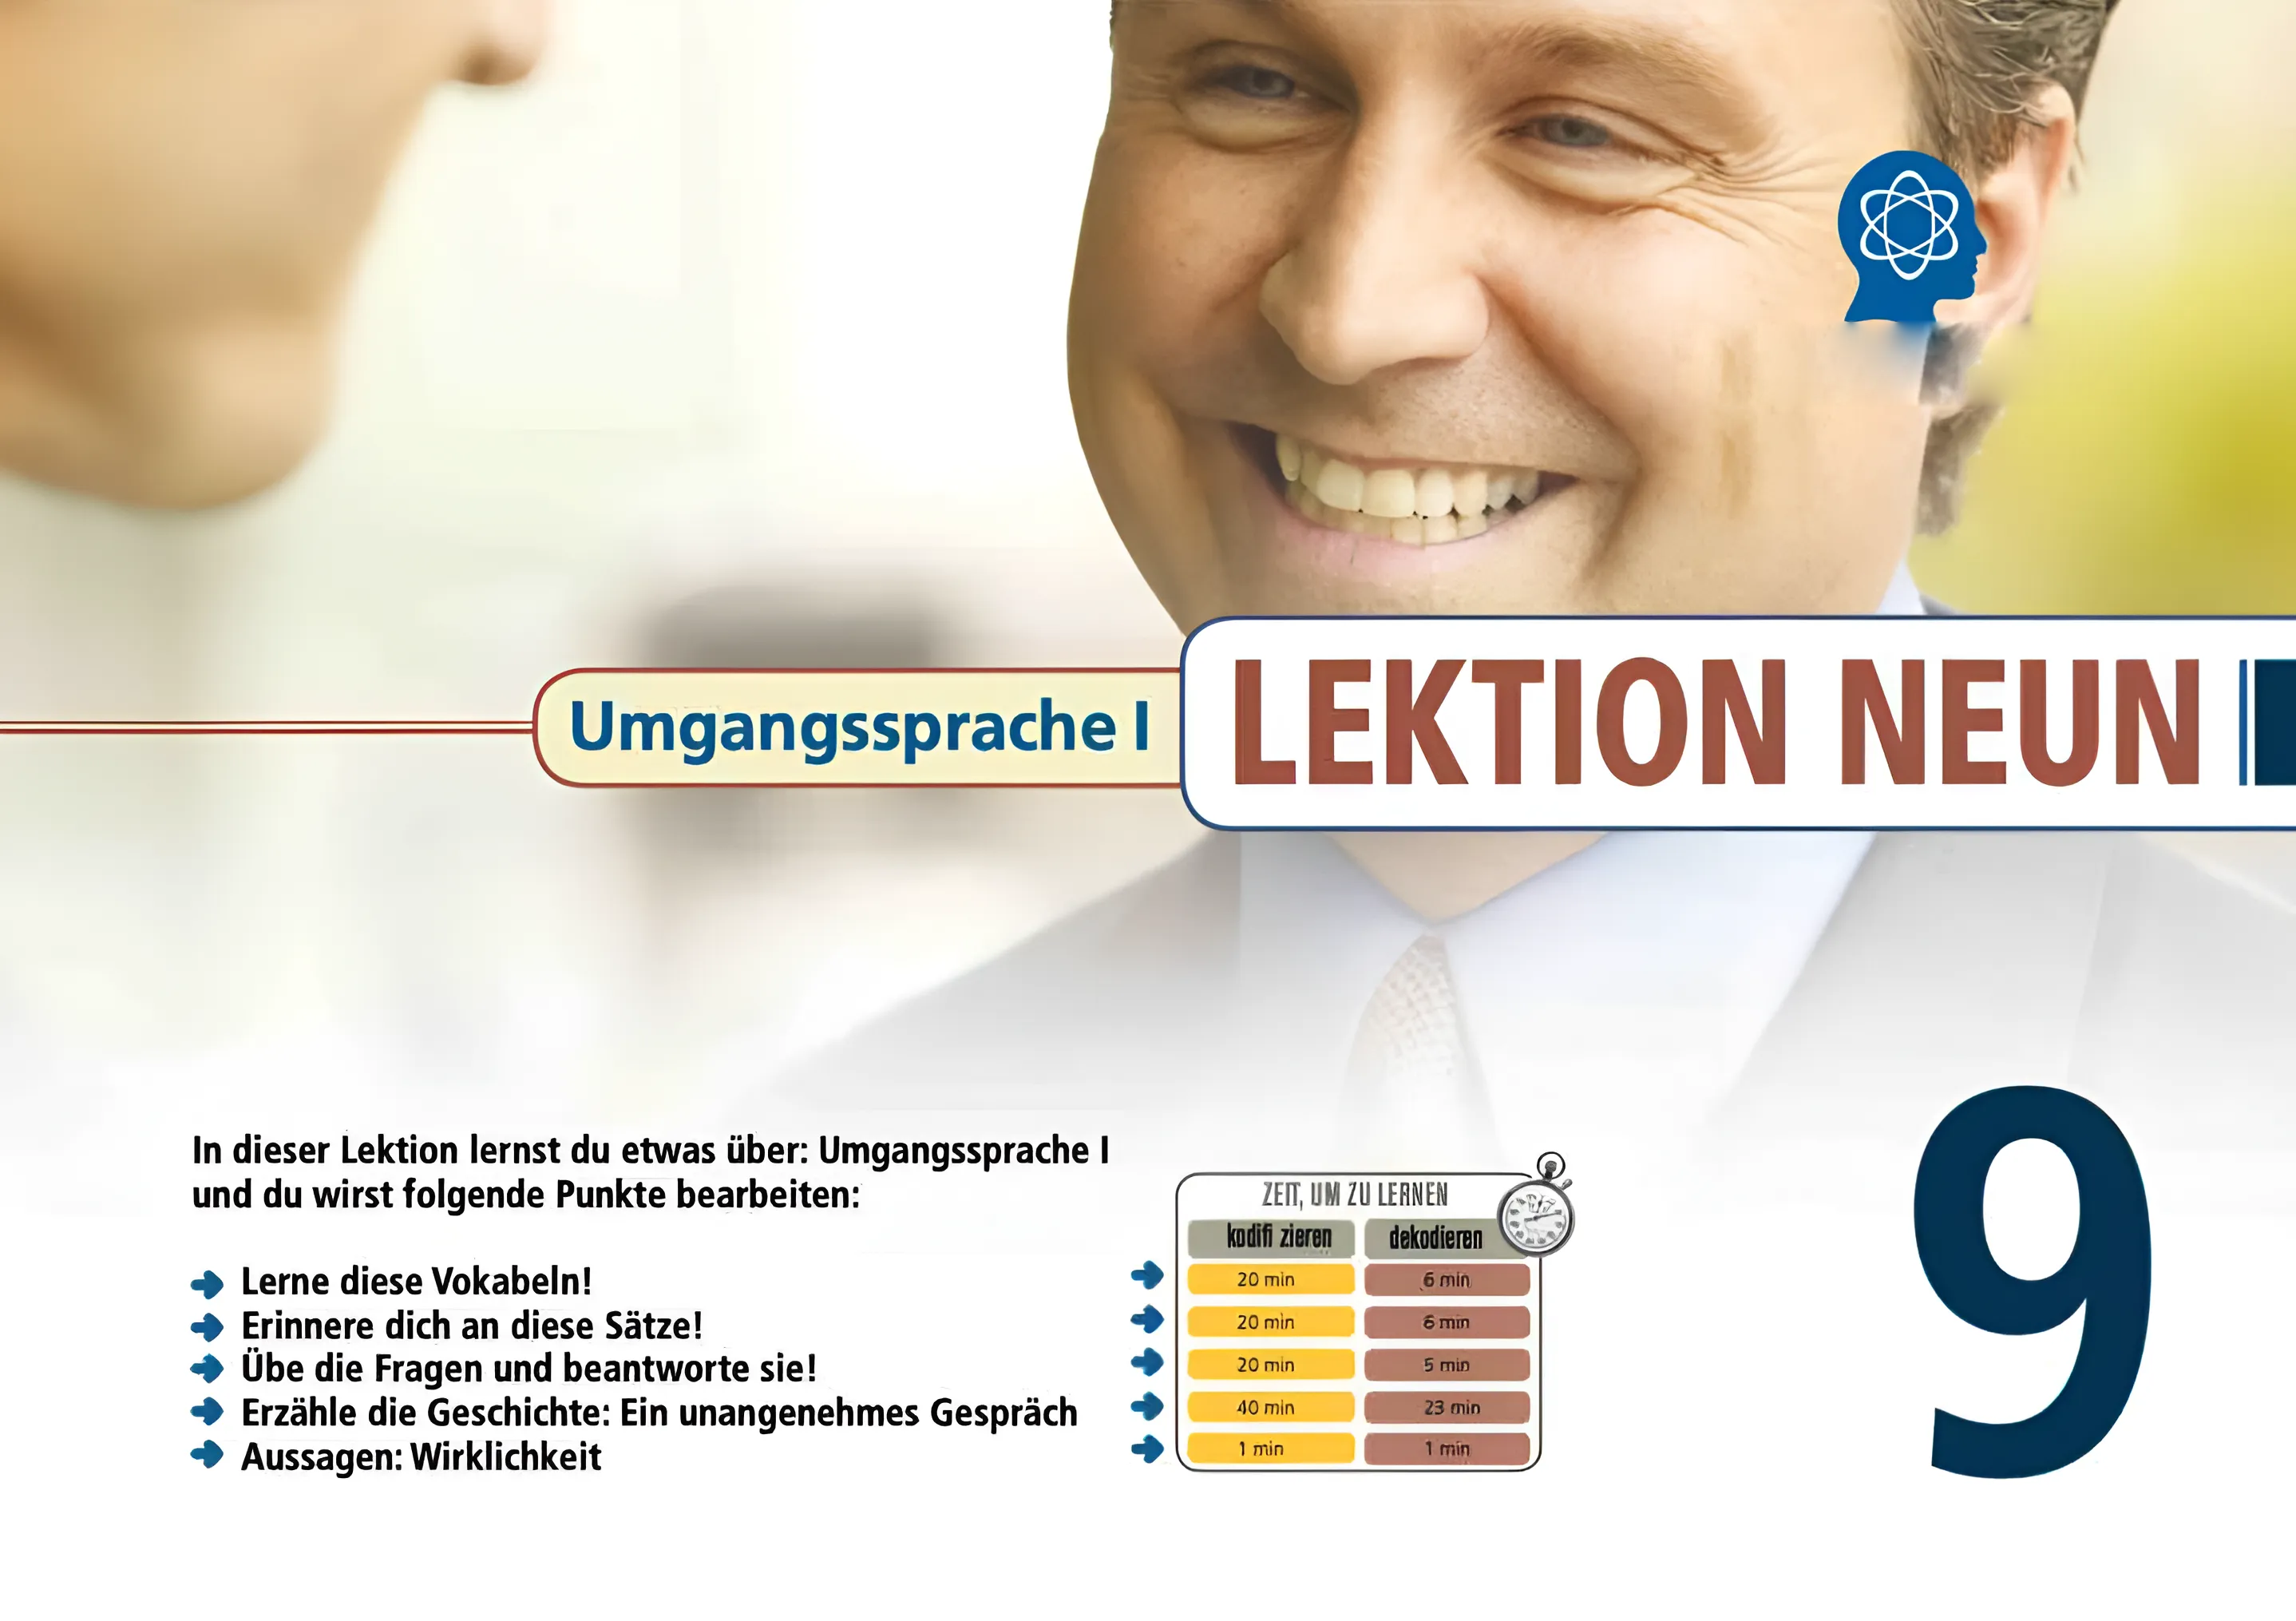 Umgangssprache I
LEKTION NEUN
In dieser Lektion lernst du etwas über: Umgangssprache I
und du wirst folgende Punkte bearbeiten:
Lerne diese Vokabeln!
Erinnere dich an diese Sätze!
Übe die Fragen und beantworte sie!
Erzähle die Geschichte: Ein unangenehmes Gespräch
Aussagen: Wirklichkeit
ZEIT, UM ZU LERNEN
kodifi zieren dekodieren
20 min 6 min
20 min 6 min
20 min 5 min
40 min 23 min
1 min 1 min
9